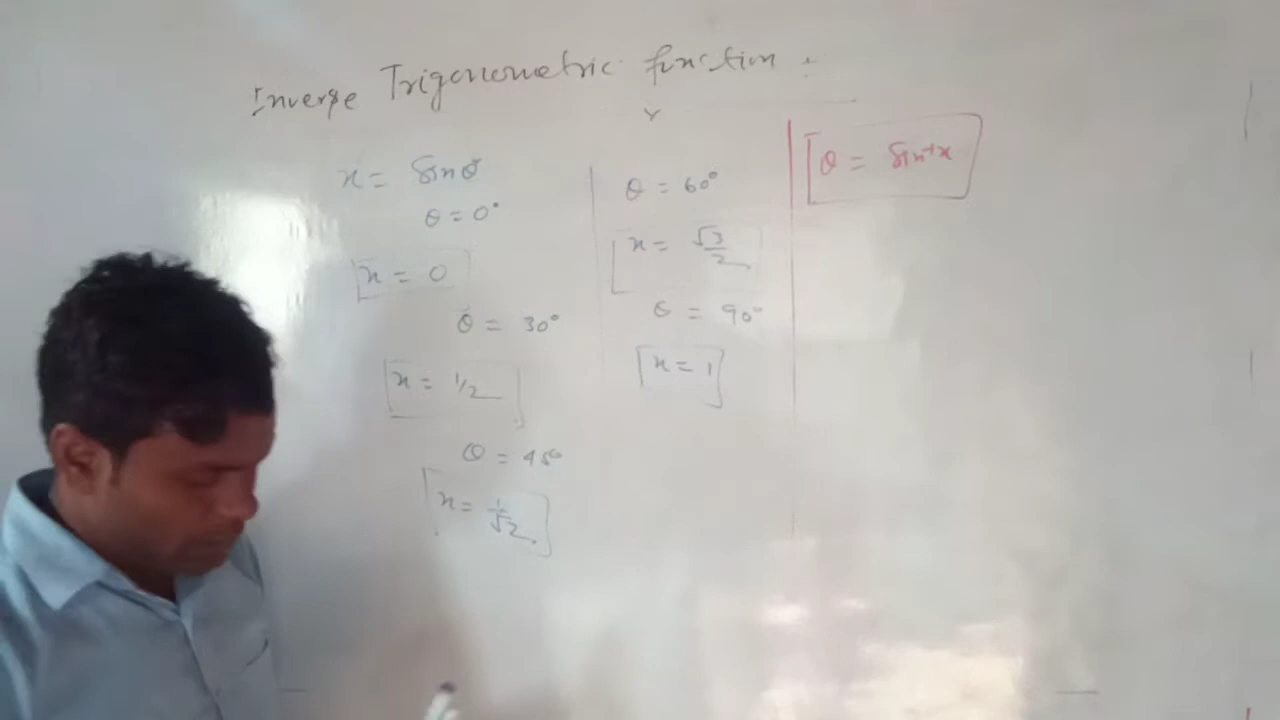 Inverse Trigonometric function :
x = Sinθ
θ = 0°
x = 0
θ = 30°
x = 1/2
θ = 45°
x = 1/√2
θ = 60°
x = √3/2
θ = 90°
x = 1
θ = Sin⁻¹x